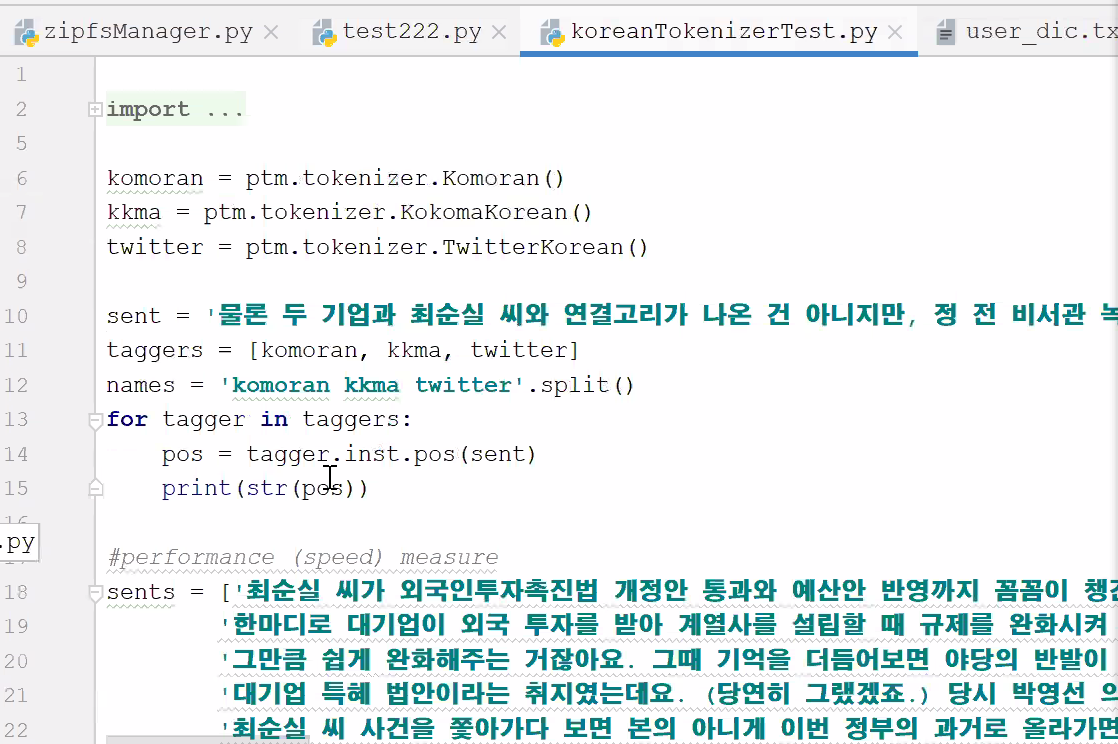 zipfsManager.py test222.py koreanTokenizerTest.py user_dic.tx
1
2 import ...
5
6 komoran = ptm.tokenizer.Komoran()
7 kkma = ptm.tokenizer.KokomaKorean()
8 twitter = ptm.tokenizer.TwitterKorean()
9
10 sent = '물론 두 기업과 최순실 씨와 연결고리가 나온 건 아니지만, 정 전 비서관 녹
11 taggers = [komoran, kkma, twitter]
12 names = 'komoran kkma twitter'.split()
13 for tagger in taggers:
14 pos = tagger.inst.pos(sent)
15 print(str(pos))
16
.py
#performance (speed) measure
18 sents = ['최순실 씨가 외국인투자촉진법 개정안 통과와 예산안 반영까지 꼼꼼이 챙긴
19 '한마디로 대기업이 외국 투자를 받아 계열사를 설립할 때 규제를 완화시켜
20 '그만큼 쉽게 완화해주는 거잖아요. 그때 기억을 더듬어보면 야당의 반발이
21 '대기업 특혜 법안이라는 취지였는데요. (당연히 그랬겠죠.) 당시 박영선 의
22 '최순실 씨 사건을 쫓아가다 보면 본의 아니게 이번 정부의 과거로 올라가면